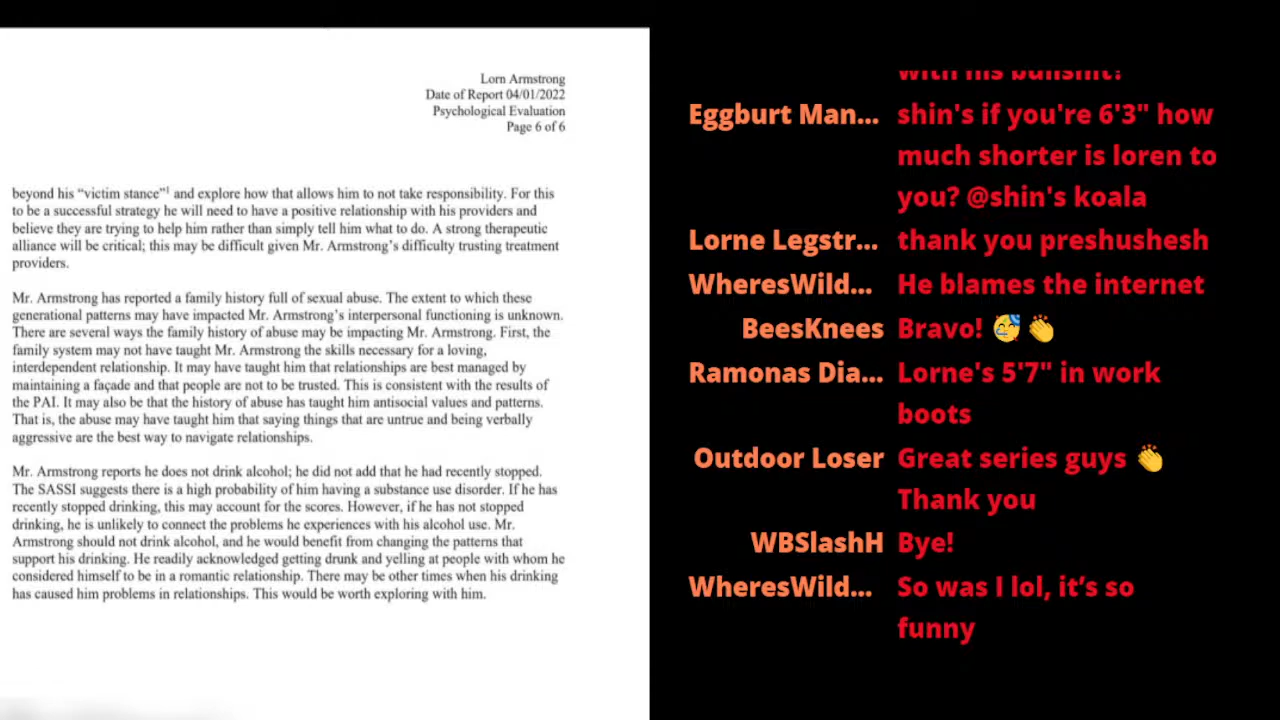 Lorn Armstrong
Date of Report 04/01/2022
Psychological Evaluation
Page 6 of 6
beyond his “victim stance”¹ and explore how that allows him to not take responsibility. For this
to be a successful strategy he will need to have a positive relationship with his providers and
believe they are trying to help him rather than simply tell him what to do. A strong therapeutic
alliance will be critical; this may be difficult given Mr. Armstrong’s difficulty trusting treatment
providers.
Mr. Armstrong has reported a family history full of sexual abuse. The extent to which these
generational patterns may have impacted Mr. Armstrong’s interpersonal functioning is unknown.
There are several ways the family history of abuse may be impacting Mr. Armstrong. First, the
family system may not have taught Mr. Armstrong the skills necessary for a loving,
interdependent relationship. It may have taught him that relationships are best managed by
maintaining a façade and that people are not to be trusted. This is consistent with the results of
the PAI. It may also be that the history of abuse has taught him antisocial values and patterns.
That is, the abuse may have taught him that saying things that are untrue and being verbally
aggressive are the best way to navigate relationships.
Mr. Armstrong reports he does not drink alcohol; he did not add that he had recently stopped.
The SASSI suggests there is a high probability of him having a substance use disorder. If he has
recently stopped drinking, this may account for the scores. However, if he has not stopped
drinking, he is unlikely to connect the problems he experiences with his alcohol use. Mr.
Armstrong should not drink alcohol, and he would benefit from changing the patterns that
support his drinking. He readily acknowledged getting drunk and yelling at people with whom he
considered himself to be in a romantic relationship. There may be other times when his drinking
has caused him problems in relationships. This would be worth exploring with him.
with his bullshit!
Eggburt Man... shin's if you're 6'3" how
much shorter is loren to
you? @shin's koala
Lorne Legstr... thank you preshushesh
WheresWild... He blames the internet
BeesKnees Bravo! 🥳👏
Ramonas Dia... Lorne's 5'7" in work
boots
Outdoor Loser Great series guys 👏
Thank you
WBSlashH Bye!
WheresWild... So was I lol, it’s so
funny